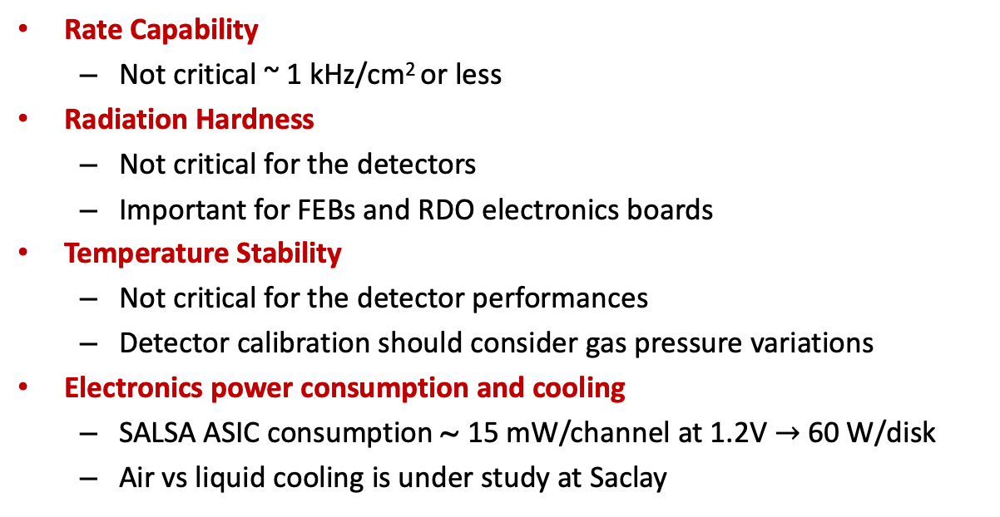 • Rate Capability
– Not critical ~ 1 kHz/cm² or less
• Radiation Hardness
– Not critical for the detectors
– Important for FEBs and RDO electronics boards
• Temperature Stability
– Not critical for the detector performances
– Detector calibration should consider gas pressure variations
• Electronics power consumption and cooling
– SALSA ASIC consumption ~ 15 mW/channel at 1.2V → 60 W/disk
– Air vs liquid cooling is under study at Saclay